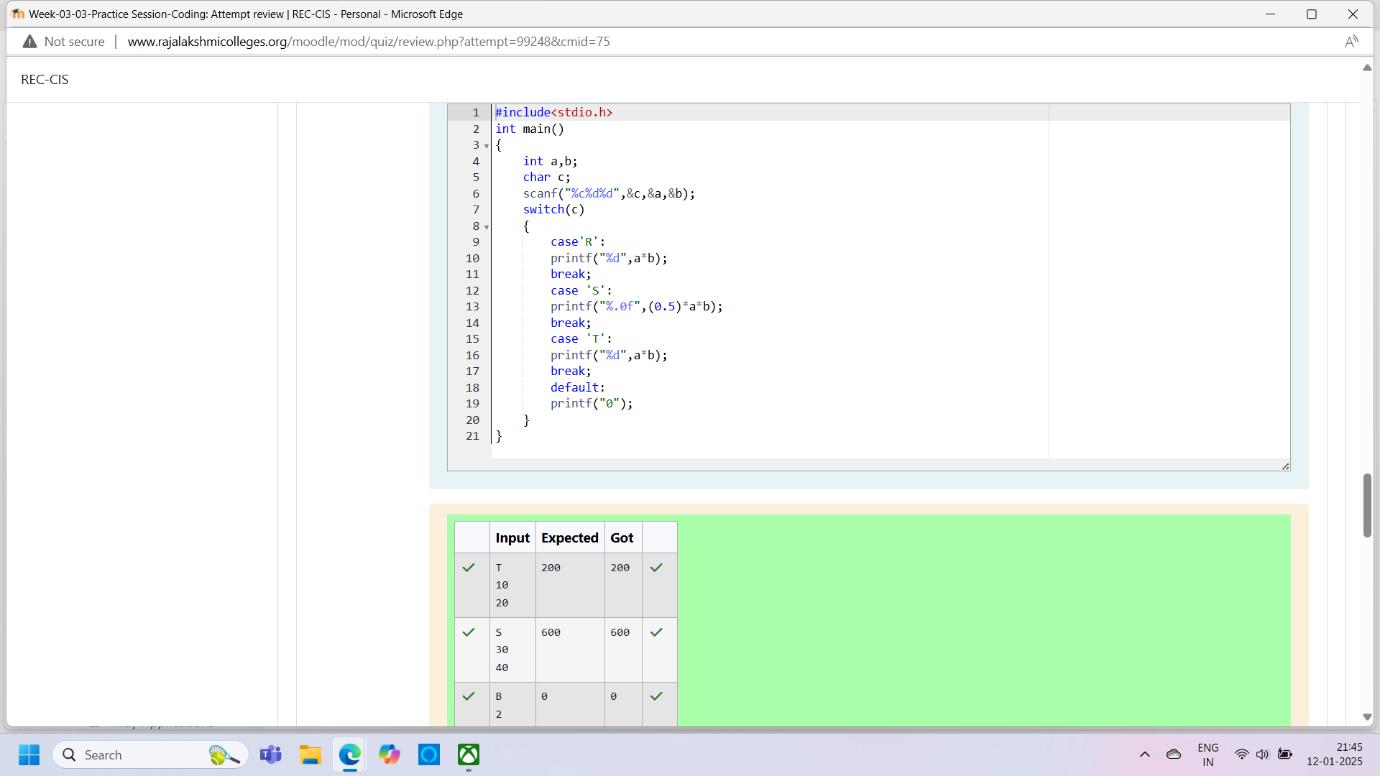 Week-03-03-Practice Session-Coding: Attempt review | REC-CIS - Personal - Microsoft Edge
Not secure | www.rajalakshmicolleges.org/moodle/mod/quiz/review.php?attempt=99248&cmid=75
REC-CIS
1 #include<stdio.h>
2 int main()
3 {
4 int a,b;
5 char c;
6 scanf("%c%d%d",&c,&a,&b);
7 switch(c)
8 {
9 case'R':
10 printf("%d",a*b);
11 break;
12 case 'S':
13 printf("%.0f",(0.5)*a*b);
14 break;
15 case 'T':
16 printf("%d",a*b);
17 break;
18 default:
19 printf("0");
20 }
21 }
Input Expected Got
T 200 200
10
20
S 600 600
30
40
B 0 0
2
Search
ENG 21:45
IN 12-01-2025